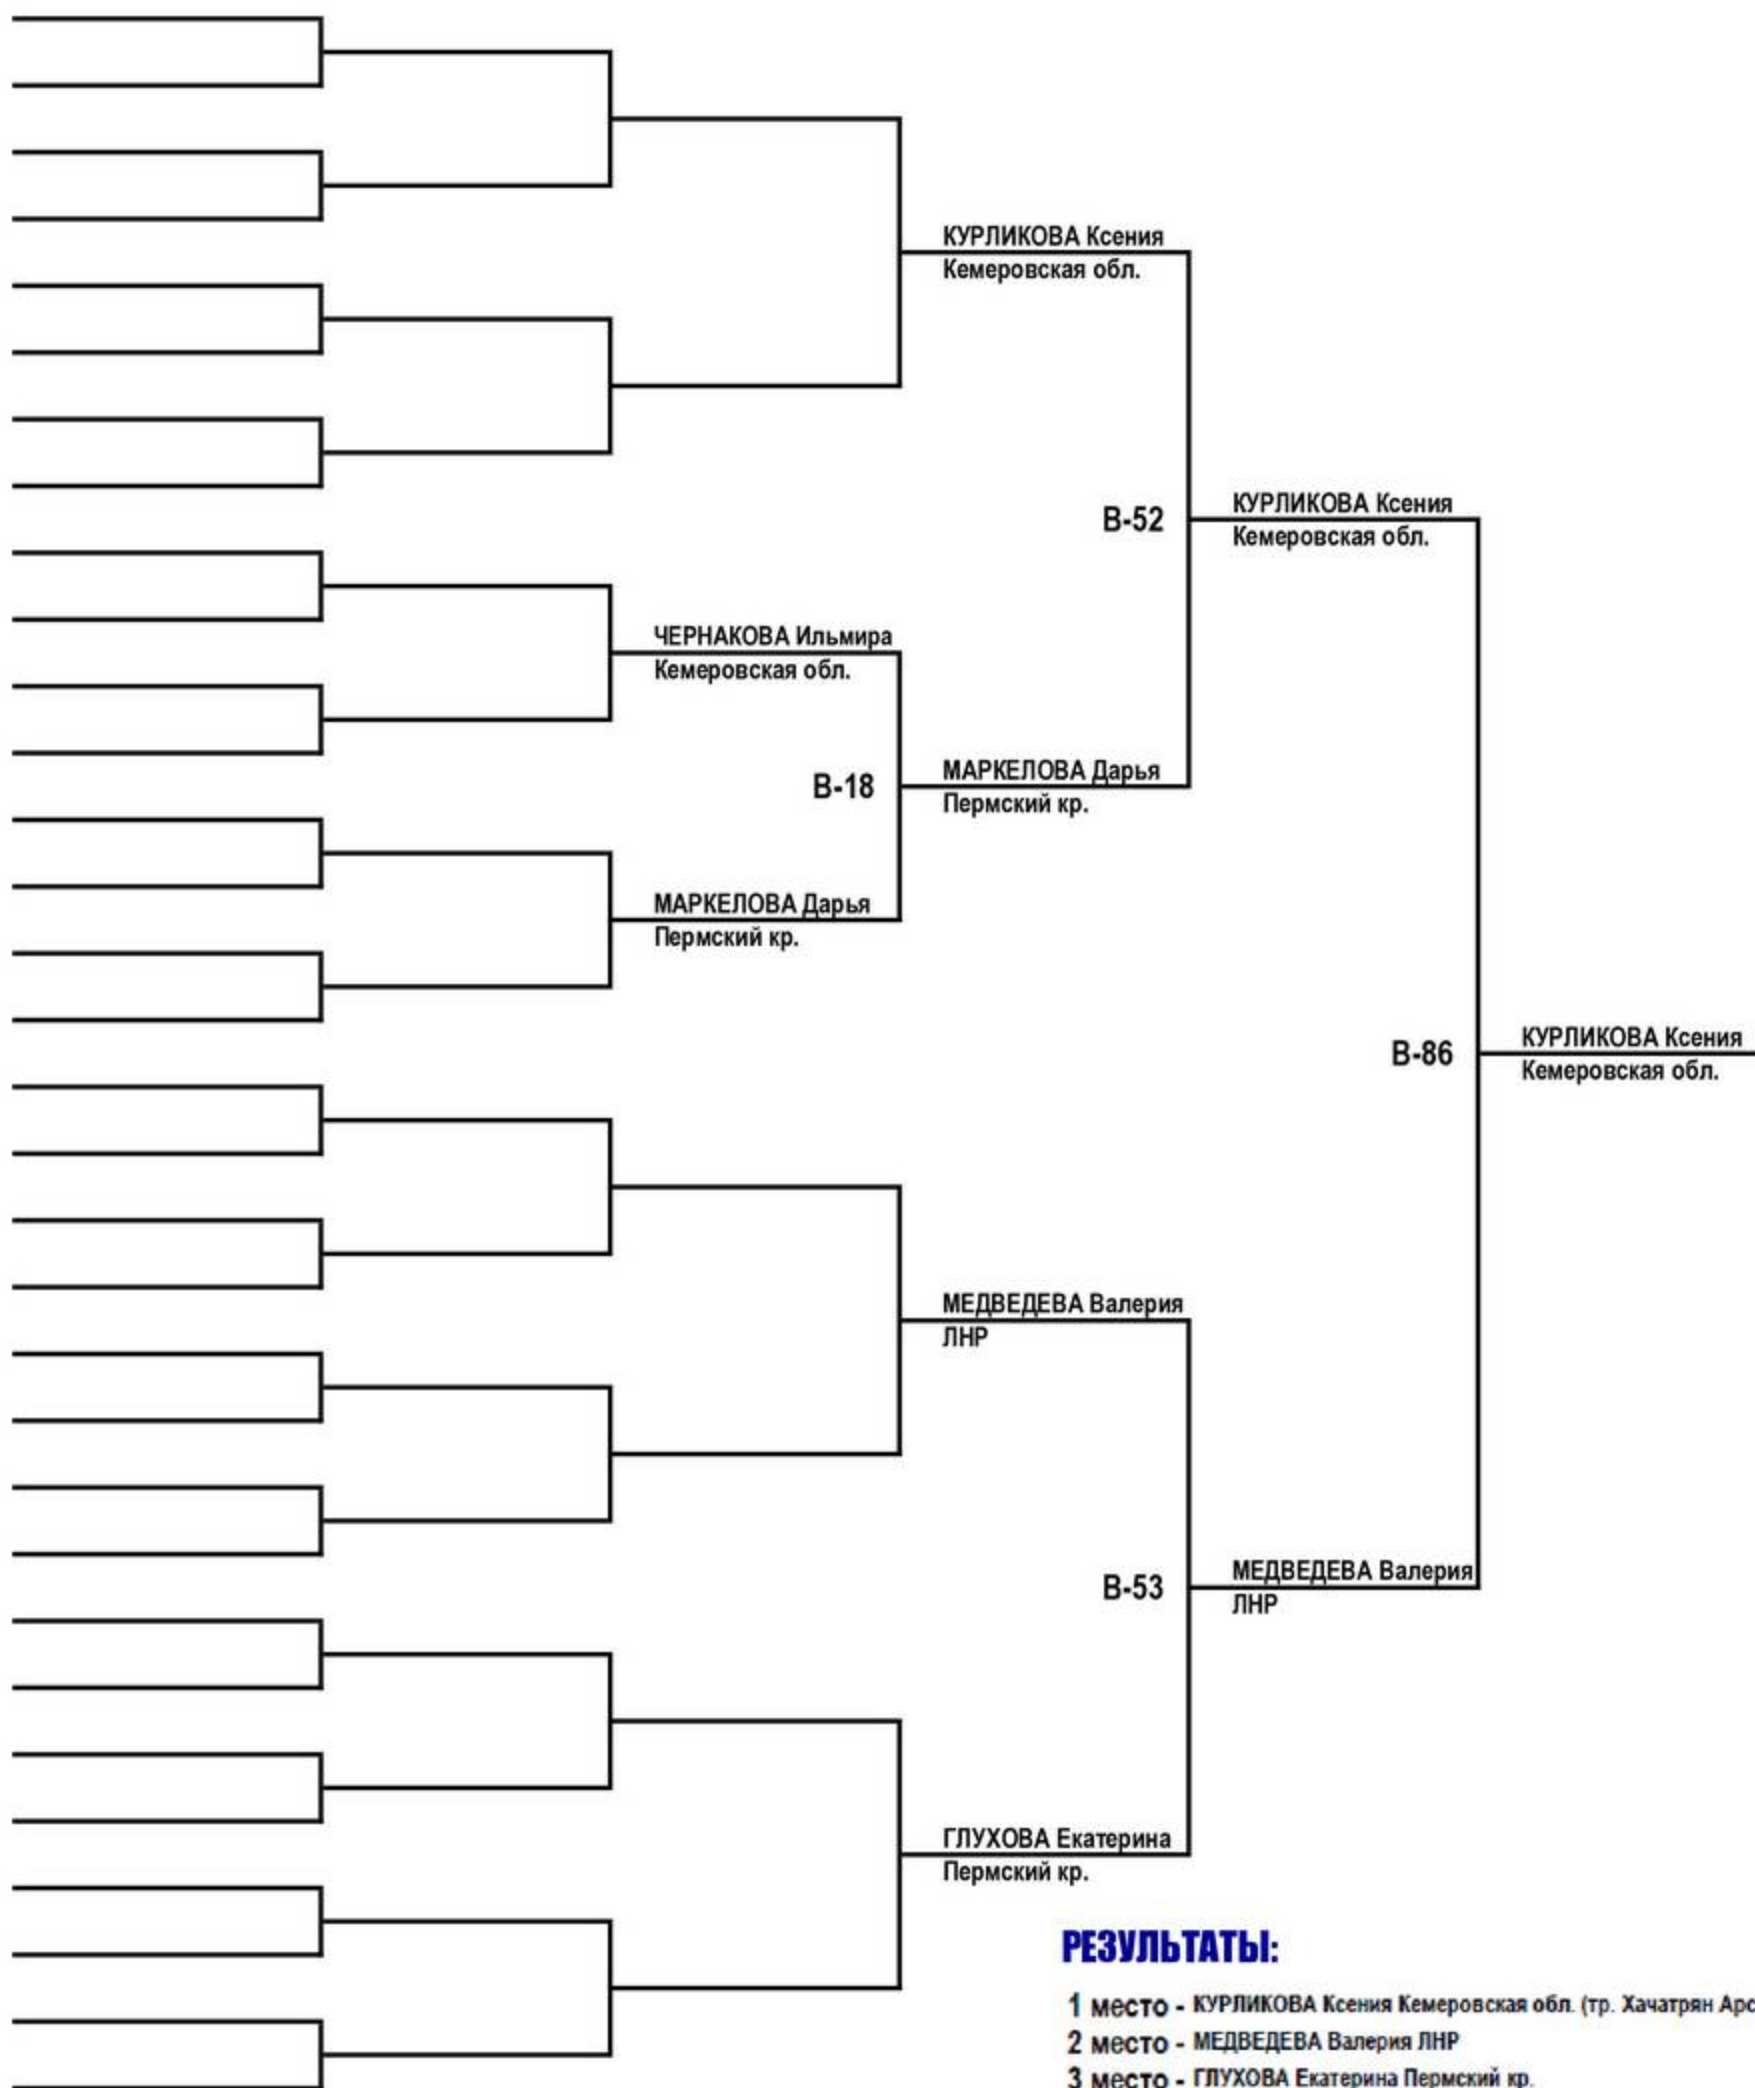 КУРЛИКОВА Ксения
Кемеровская обл.
В-52
КУРЛИКОВА Ксения
Кемеровская обл.
ЧЕРНАКОВА Ильмира
Кемеровская обл.
В-18
МАРКЕЛОВА Дарья
Пермский кр.
МАРКЕЛОВА Дарья
Пермский кр.
В-86
КУРЛИКОВА Ксения
Кемеровская обл.
МЕДВЕДЕВА Валерия
ЛНР
В-53
МЕДВЕДЕВА Валерия
ЛНР
ГЛУХОВА Екатерина
Пермский кр.
РЕЗУЛЬТАТЫ:
1 место - КУРЛИКОВА Ксения Кемеровская обл. (тр. Хачатрян Арс
2 место - МЕДВЕДЕВА Валерия ЛНР
3 место - ГЛУХОВА Екатерина Пермский кр.